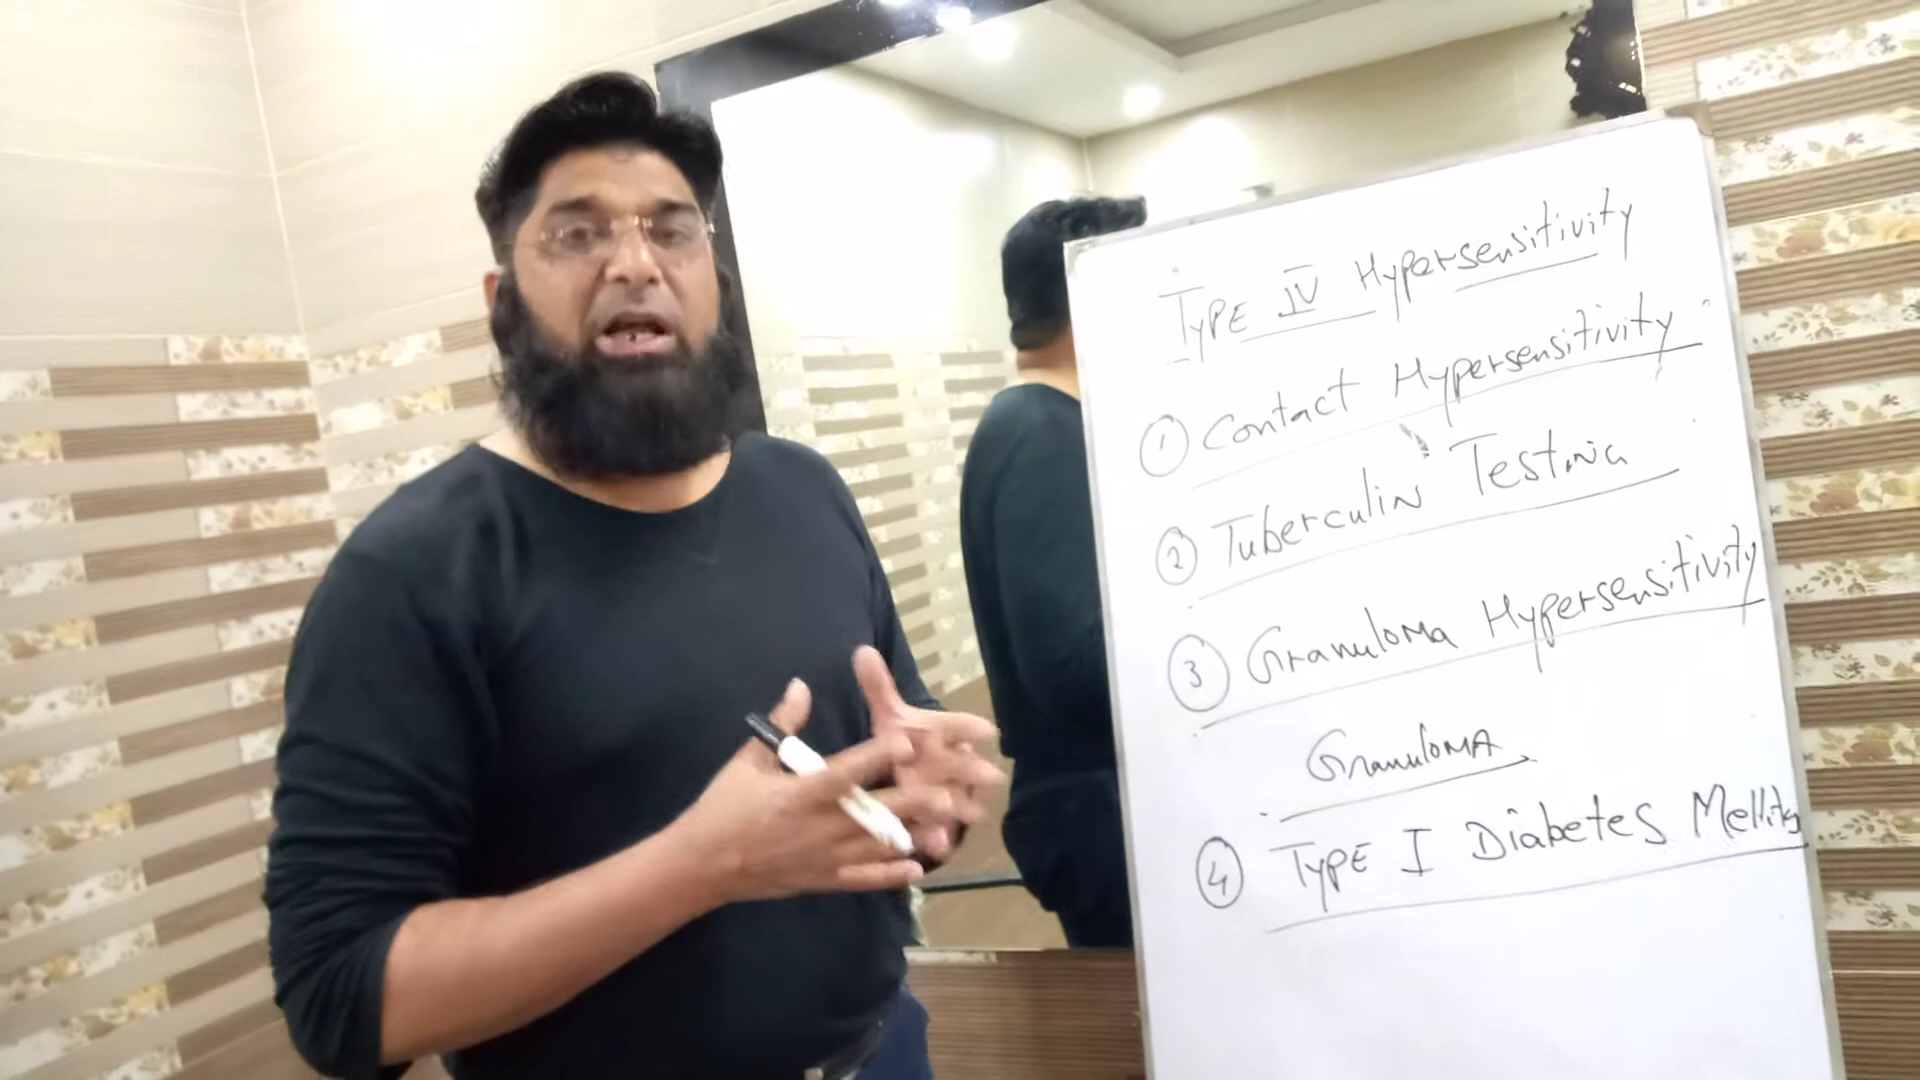 TYPE IV Hypersensitivity
① Contact Hypersensitivity
② Tuberculin Testing
③ Granuloma Hypersensitivity
GranuloMA
④ TYPE I Diabetes Mellitus